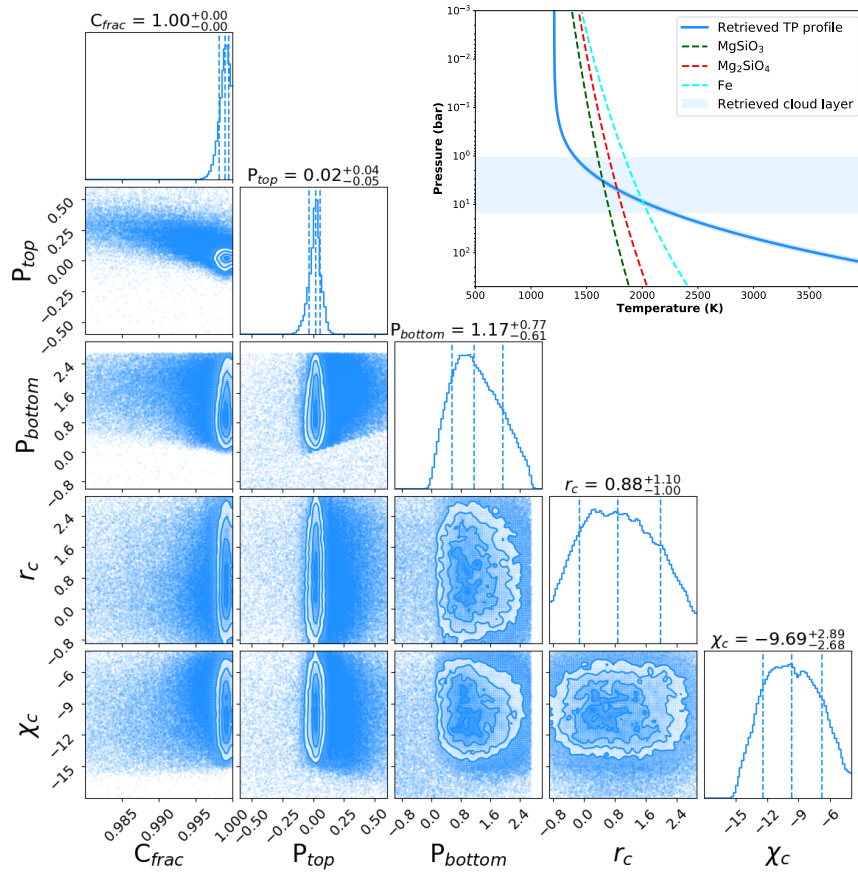 C_frac = 1.00 +0.00 −0.00
10⁻³
10⁻²
10⁻¹
10⁰
10¹
10²
Pressure (bar)
Retrieved TP profile
MgSiO₃
Mg₂SiO₄
Fe
Retrieved cloud layer
500 1000 1500 2000 2500 3000 3500
Temperature (K)
P_top = 0.02 +0.04 −0.05
P_top
0.50
0.25
0.00
−0.25
−0.50
P_bottom = 1.17 +0.77 −0.61
P_bottom
2.4
1.6
0.8
0.0
−0.8
r_c = 0.88 +1.10 −1.00
r_c
2.4
1.6
0.8
0.0
−0.8
χ_c = −9.69 +2.89 −2.68
χ_c
−6
−9
−12
−15
0.985 0.990 0.995 1.000
−0.50 −0.25 0.00 0.25 0.50
−0.8 0.0 0.8 1.6 2.4
−0.8 0.0 0.8 1.6 2.4
−15 −12 −9 −6
C_frac P_top P_bottom r_c χ_c